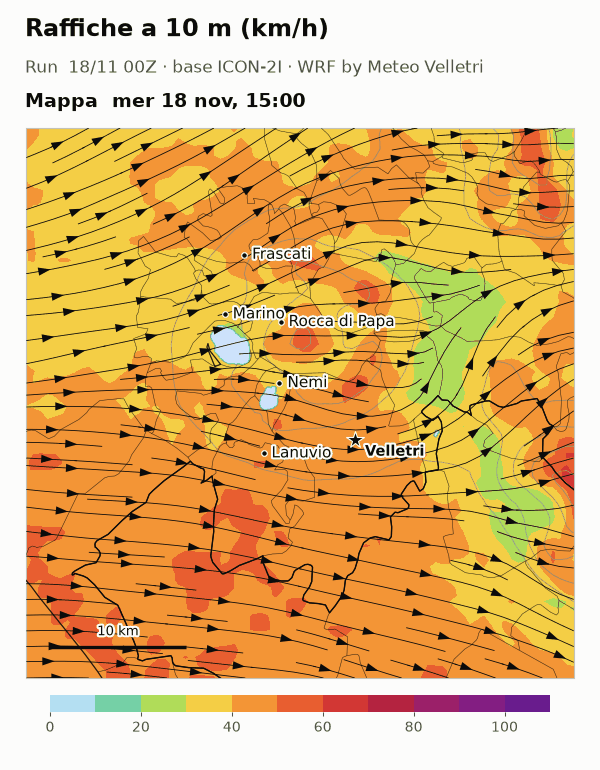 Raffiche a 10 m (km/h)
Run 18/11 00Z · base ICON-2I · WRF by Meteo Velletri
Mappa mer 18 nov, 15:00
Frascati
Marino
Rocca di Papa
Nemi
Velletri
Lanuvio
10 km
0 20 40 60 80 100